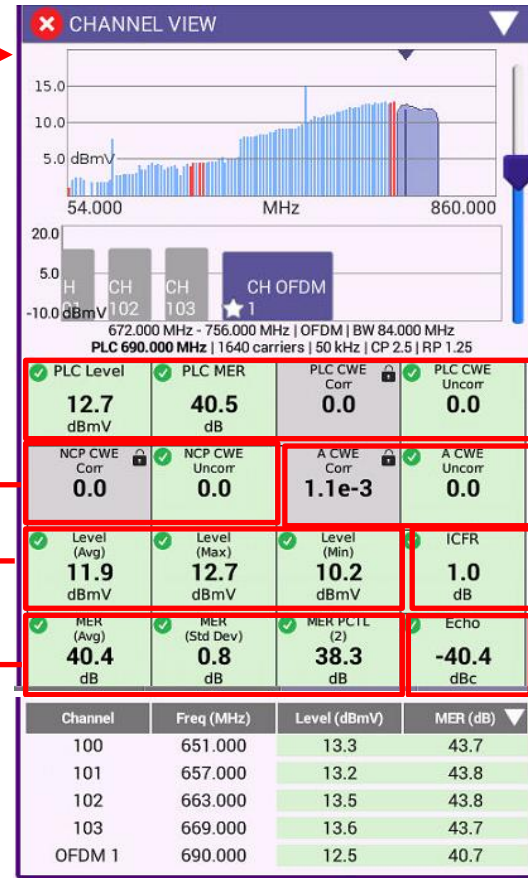 CHANNEL VIEW
15.0
10.0
5.0 dBmV
54.000 MHz 860.000
20.0
5.0
-10.0 dBmV
H CH CH CH OFDM
102 103 1
672.000 MHz - 756.000 MHz | OFDM | BW 84.000 MHz
PLC 690.000 MHz | 1640 carriers | 50 kHz | CP 2.5 | RP 1.25
PLC Level PLC MER PLC CWE Corr PLC CWE Uncorr
12.7 40.5 0.0 0.0
dBmV dB
NCP CWE Corr NCP CWE Uncorr A CWE Corr A CWE Uncorr
0.0 0.0 1.1e-3 0.0
Level (Avg) Level (Max) Level (Min) ICFR
11.9 12.7 10.2 1.0
dBmV dBmV dBmV dB
MER (Avg) MER (Std Dev) MER PCTL (2) Echo
40.4 0.8 38.3 -40.4
dB dB dB dBc
Channel Freq (MHz) Level (dBmV) MER (dB)
100 651.000 13.3 43.7
101 657.000 13.2 43.8
102 663.000 13.5 43.8
103 669.000 13.6 43.7
OFDM 1 690.000 12.5 40.7